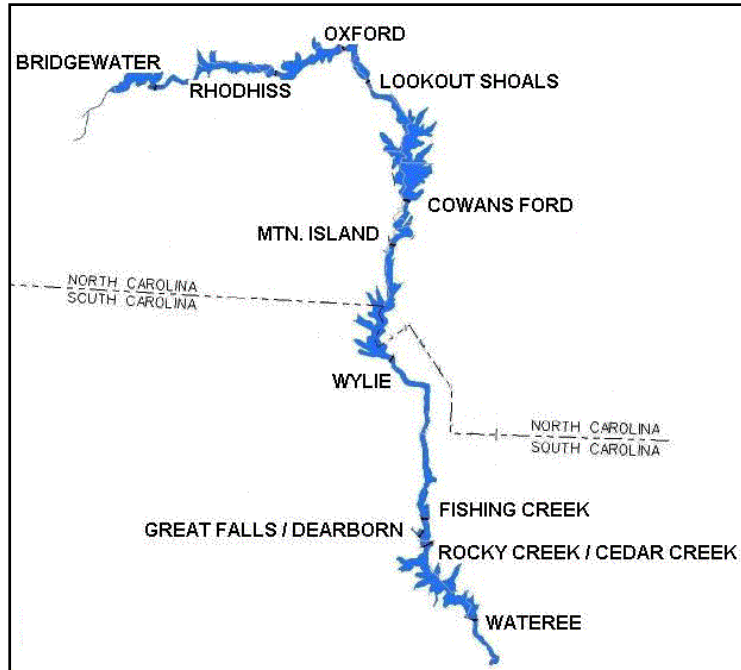 OXFORD
BRIDGEWATER
RHODHISS
LOOKOUT SHOALS
COWANS FORD
MTN. ISLAND
NORTH CAROLINA
SOUTH CAROLINA
WYLIE
NORTH CAROLINA
SOUTH CAROLINA
FISHING CREEK
GREAT FALLS / DEARBORN
ROCKY CREEK / CEDAR CREEK
WATEREE